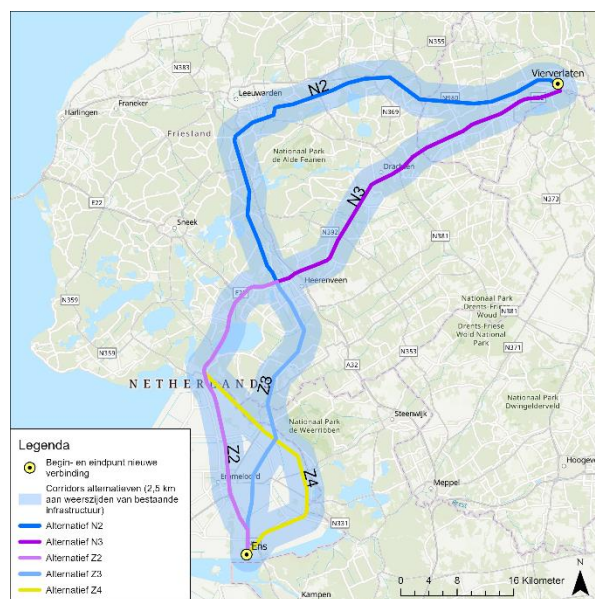 N355
N383
Vierverlaten
Leeuwarden
N2
Franeker
Harlingen
N369
Friesland
Nationaal Park
de Alde Feanen
Drachten
N3
E22
N372
Sneek
N381
N392
Heerenveen
Nationaal Park
Drents-Friese
Woud
N381
Drents-Friese
Wold National
Park
N359
A32
N353
N371
N359
NETHERLAND
Z3
Nationaal Park
Dwingelderveld
Nationaal Park
de Weerribben
Steenwijk
Legenda
Begin- en eindpunt nieuwe
verbinding
Corridors alternatieven (2,5 km
aan weerszijden van bestaande
infrastructuur)
Alternatief N2
Alternatief N3
Alternatief Z2
Alternatief Z3
Alternatief Z4
Z2
Emmeloord
Z4
Hoogeve
Meppel
N331
Ens
Kampen
N
0 4 8 16 Kilometer